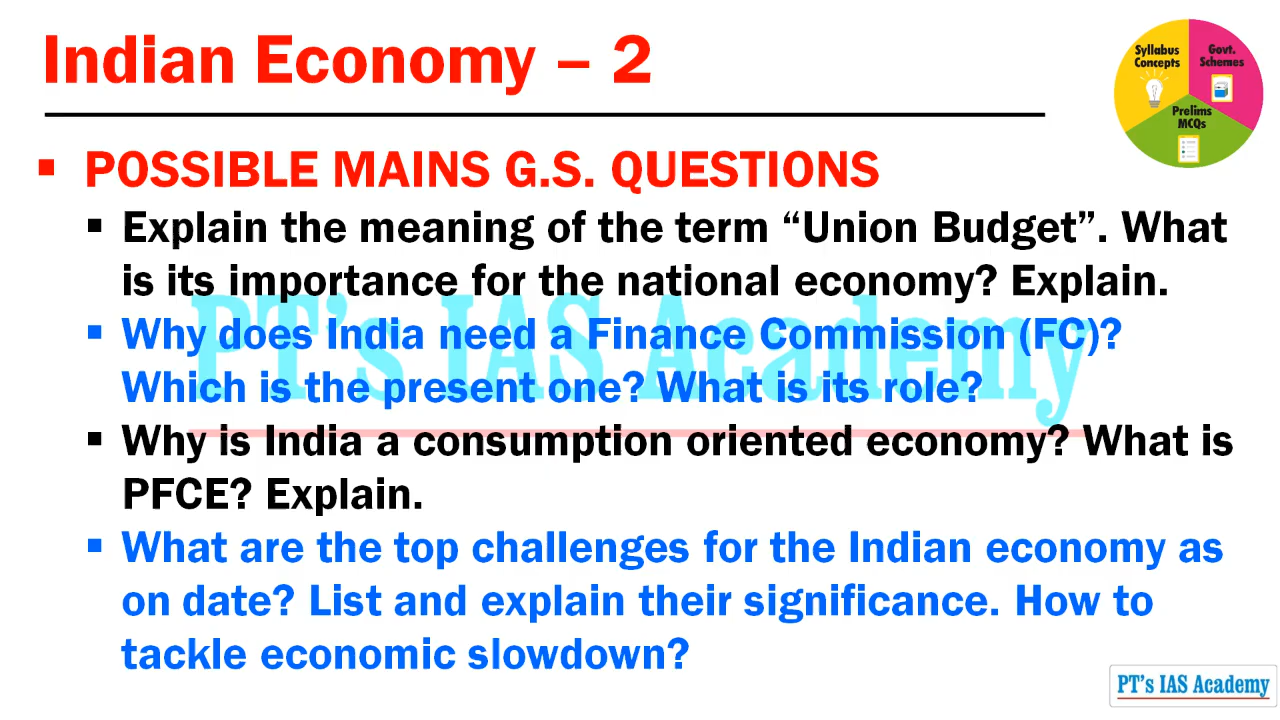 Indian Economy – 2
Syllabus
Concepts
Govt.
Schemes
Prelims
MCQs
▪ POSSIBLE MAINS G.S. QUESTIONS
▪ Explain the meaning of the term “Union Budget”. What
is its importance for the national economy? Explain.
▪ Why does India need a Finance Commission (FC)?
Which is the present one? What is its role?
▪ Why is India a consumption oriented economy? What is
PFCE? Explain.
▪ What are the top challenges for the Indian economy as
on date? List and explain their significance. How to
tackle economic slowdown?
PT's IAS Academy
PT's IAS Academy